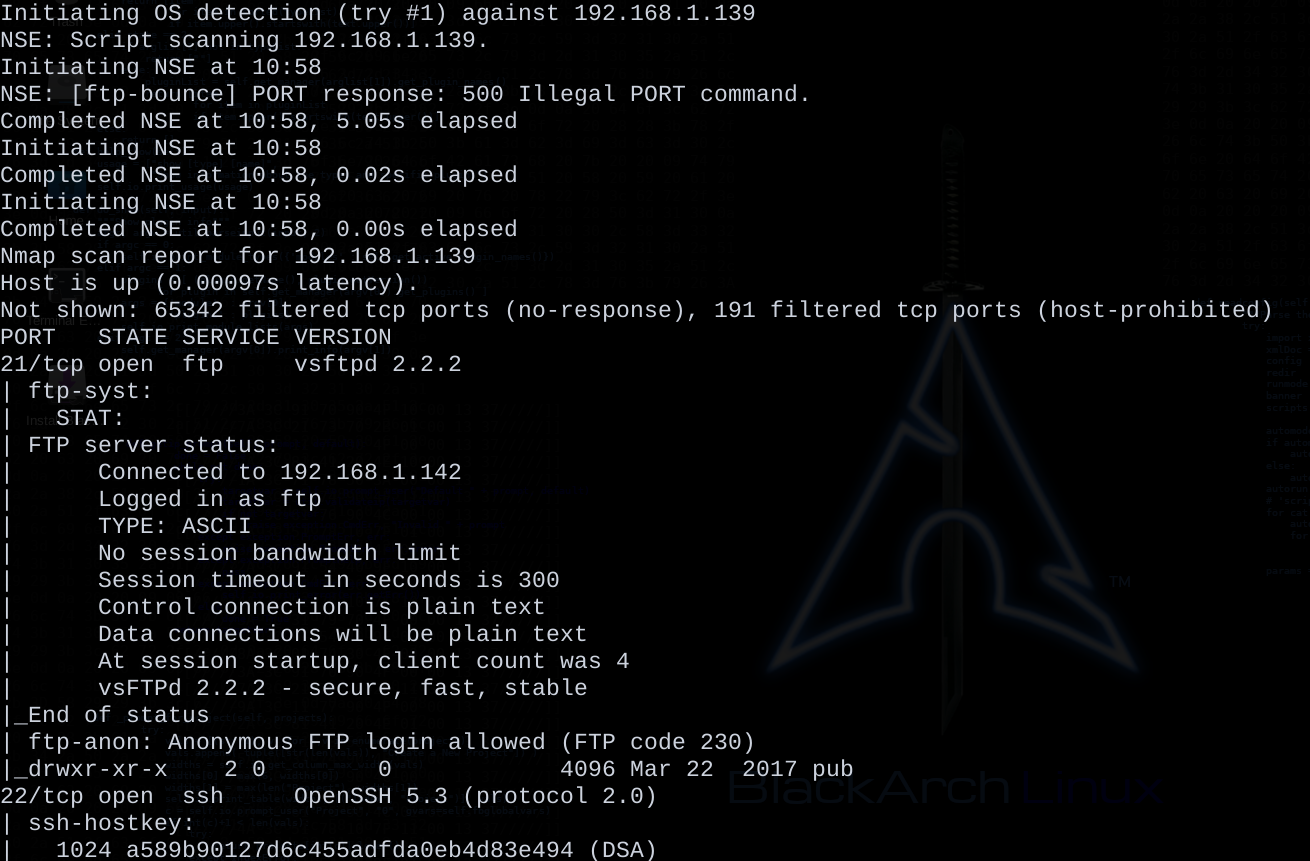 Initiating OS detection (try #1) against 192.168.1.139
NSE: Script scanning 192.168.1.139.
Initiating NSE at 10:58
NSE: [ftp-bounce] PORT response: 500 Illegal PORT command.
Completed NSE at 10:58, 5.05s elapsed
Initiating NSE at 10:58
Completed NSE at 10:58, 0.02s elapsed
Initiating NSE at 10:58
Completed NSE at 10:58, 0.00s elapsed
Nmap scan report for 192.168.1.139
Host is up (0.00097s latency).
Not shown: 65342 filtered tcp ports (no-response), 191 filtered tcp ports (host-prohibited)
PORT   STATE SERVICE VERSION
21/tcp open  ftp     vsftpd 2.2.2
| ftp-syst:
|   STAT:
| FTP server status:
|      Connected to 192.168.1.142
|      Logged in as ftp
|      TYPE: ASCII
|      No session bandwidth limit
|      Session timeout in seconds is 300
|      Control connection is plain text
|      Data connections will be plain text
|      At session startup, client count was 4
|      vsFTPd 2.2.2 - secure, fast, stable
|_End of status
| ftp-anon: Anonymous FTP login allowed (FTP code 230)
|_drwxr-xr-x    2 0        0            4096 Mar 22  2017 pub
22/tcp open  ssh     OpenSSH 5.3 (protocol 2.0)
| ssh-hostkey:
|   1024 a589b90127d6c455adfda0eb4d83e494 (DSA)
TM
BlackArch Linux